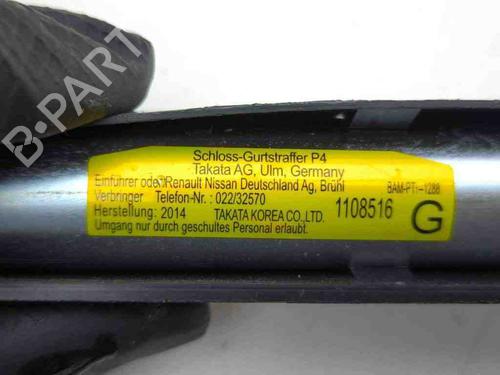 B-PART
Schloss-Gurtstraffer P4
Takata AG, Ulm, Germany
Einführer oder Renault Nissan Deutschland Ag, Brühl
BAM-PT1-1288
Verbringer Telefon-Nr.: 022/32570
Herstellung: 2014 TAKATA KOREA CO.,LTD. 1108516 G
Umgang nur durch geschultes Personal erlaubt.